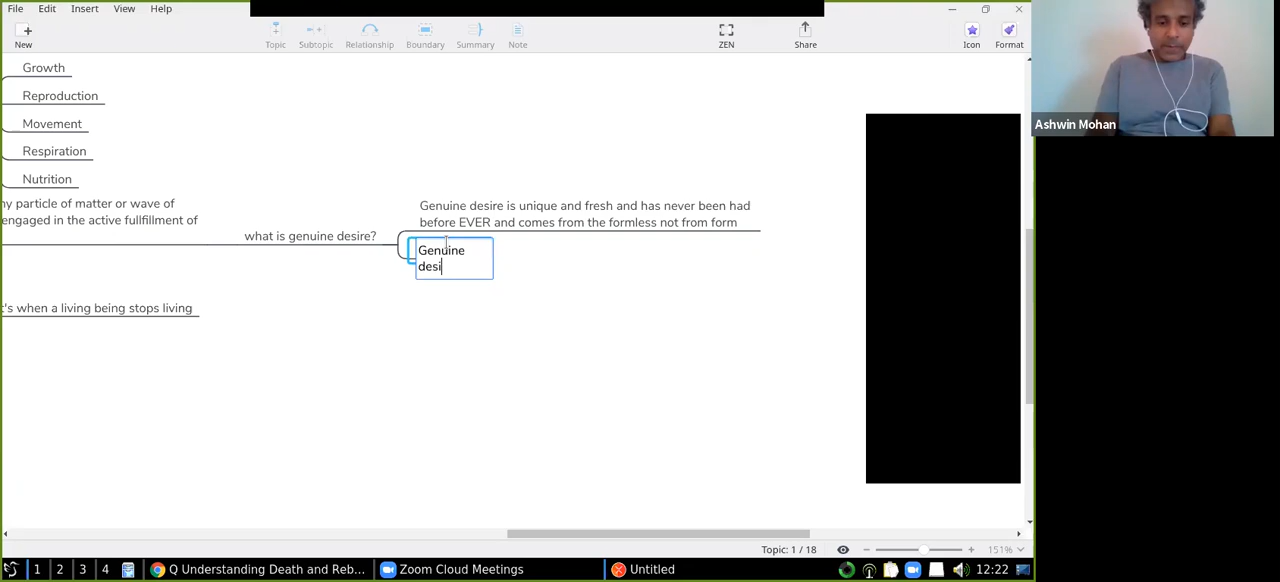 File Edit Insert View Help
New Topic Subtopic Relationship Boundary Summary Note ZEN Share Icon Format
Growth
Reproduction
Movement
Respiration
Nutrition
particle of matter or wave of
engaged in the active fullfillment of
what is genuine desire?
Genuine desire is unique and fresh and has never been had
before EVER and comes from the formless not from form
Genuine
desi
when a living being stops living
Ashwin Mohan
Topic: 1 / 18
151%
1 2 3 4 Q Understanding Death and Reb... Zoom Cloud Meetings Untitled 12:22